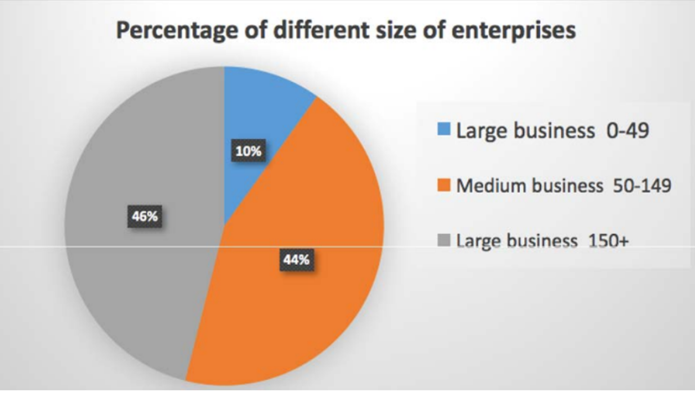 Percentage of different size of enterprises
10%
46%
44%
Large business 0-49
Medium business 50-149
Large business 150+